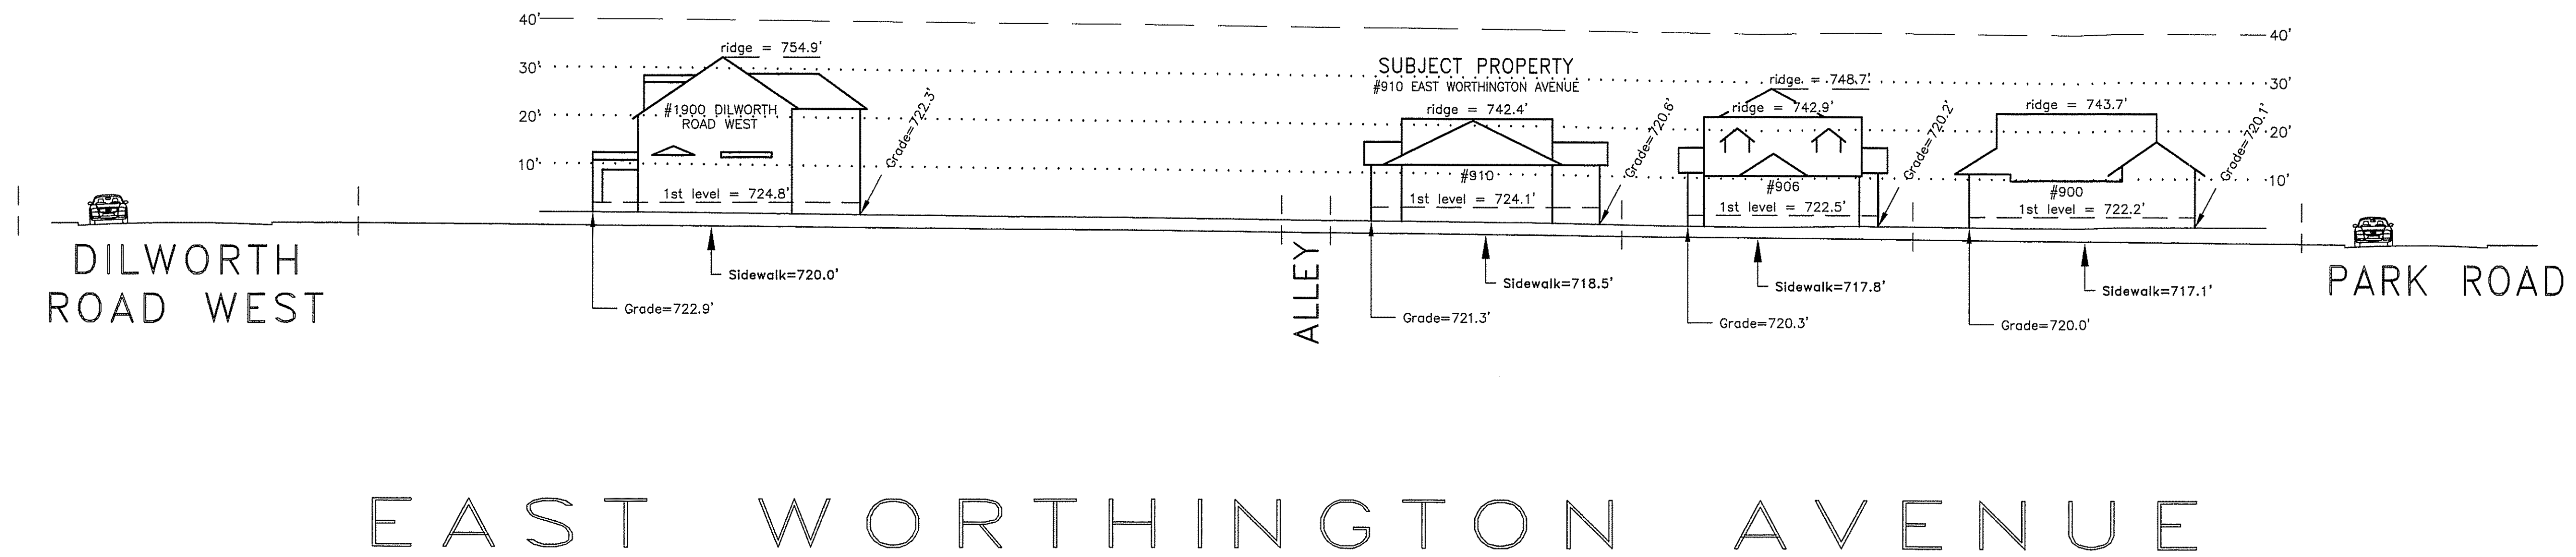 40'
40'
ridge = 754.9'
30'
SUBJECT PROPERTY
#910 EAST WORTHINGTON AVENUE
ridge. = .748.7'
30'
#1900 DILWORTH
ROAD WEST
20'
Grade=722.3'
ridge = 742.4'
Grade=720.6'
ridge = 742.9'
Grade=720.2'
ridge = 743.7'
Grade=720.1'
20'
10'
#910
#906
#900
10'
1st level = 724.8'
1st level = 724.1'
1st level = 722.5'
1st level = 722.2'
DILWORTH
ROAD WEST
Sidewalk=720.0'
Grade=722.9'
ALLEY
Sidewalk=718.5'
Grade=721.3'
Sidewalk=717.8'
Grade=720.3'
Sidewalk=717.1'
Grade=720.0'
PARK ROAD
EAST WORTHINGTON AVENUE